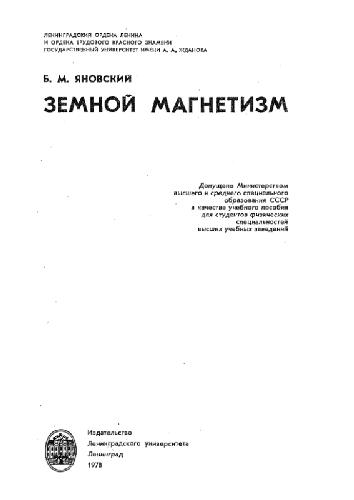 ЛЕНИНГРАДСКИЙ ОРДЕНА ЛЕНИНА
И ОРДЕНА ТРУДОВОГО КРАСНОГО ЗНАМЕНИ
ГОСУДАРСТВЕННЫЙ УНИВЕРСИТЕТ ИМЕНИ А. А. ЖДАНОВА
Б. М. ЯНОВСКИЙ
ЗЕМНОЙ МАГНЕТИЗМ
Допущено Министерством
высшего и среднего специального
образования СССР
в качестве учебного пособия
для студентов физических
специальностей
высших учебных заведений
Издательство
Ленинградского университета
Ленинград
1978